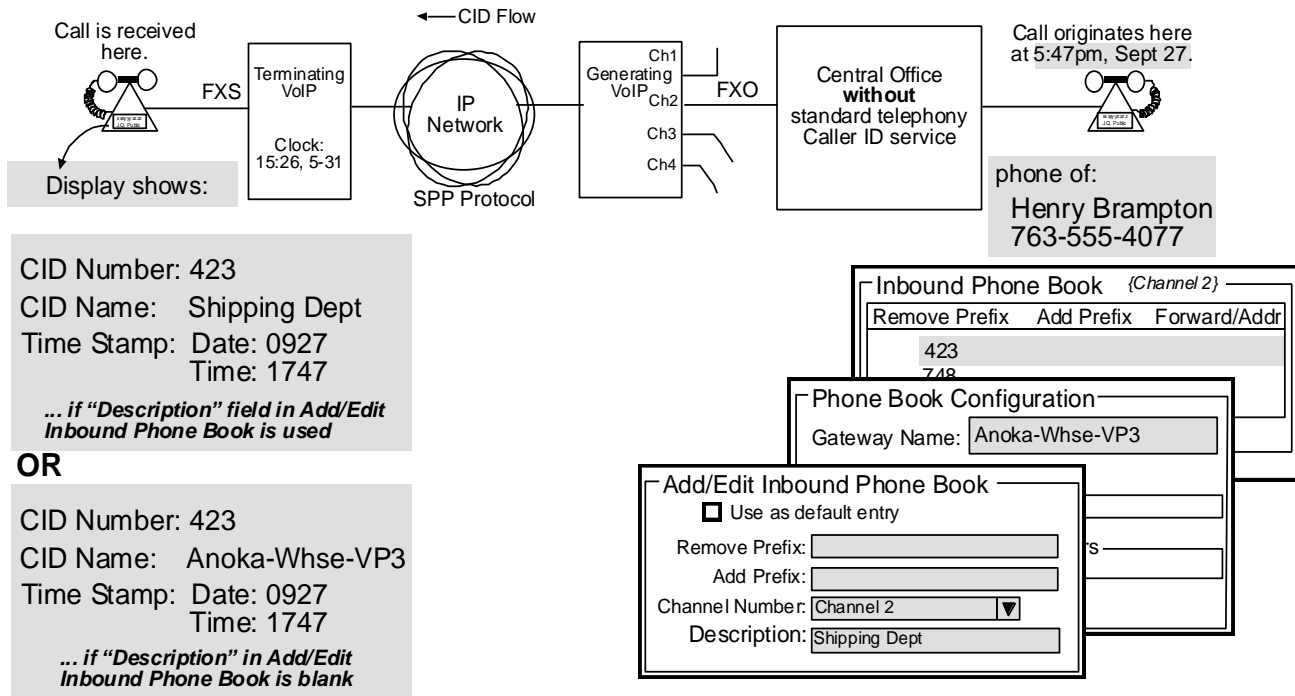 CID Flow
Call is received
here.
FXS
Terminating
VoIP
Clock:
15:26, 5-31
IP
Network
SPP Protocol
Generating
VoIP
Ch1
Ch2
Ch3
Ch4
FXO
Central Office
without
standard telephony
Caller ID service
Call originates here
at 5:47pm, Sept 27.
J.Q. Public
J.Q. Public
Display shows:
phone of:
Henry Brampton
763-555-4077
CID Number: 423
CID Name: Shipping Dept
Time Stamp: Date: 0927
Time: 1747
... if “Description” field in Add/Edit
Inbound Phone Book is used
OR
CID Number: 423
CID Name: Anoka-Whse-VP3
Time Stamp: Date: 0927
Time: 1747
... if “Description” in Add/Edit
Inbound Phone Book is blank
Inbound Phone Book {Channel 2}
Remove Prefix Add Prefix Forward/Addr
423
748
Phone Book Configuration
Gateway Name: Anoka-Whse-VP3
rs
Add/Edit Inbound Phone Book
Use as default entry
Remove Prefix:
Add Prefix:
Channel Number: Channel 2
Description: Shipping Dept